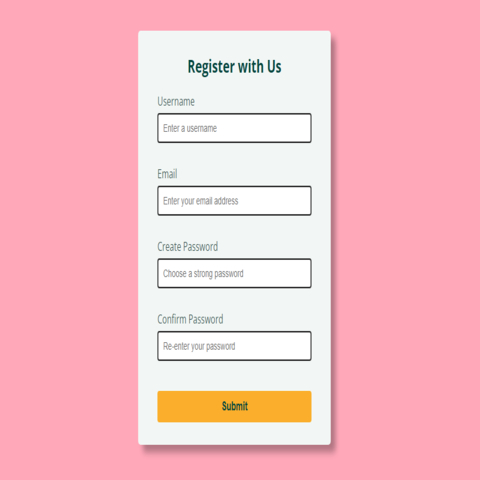 Register with Us
Username
Enter a username
Email
Enter your email address
Create Password
Choose a strong password
Confirm Password
Re-enter your password
Submit